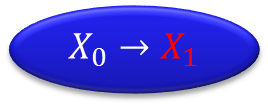 X₀ → X₁